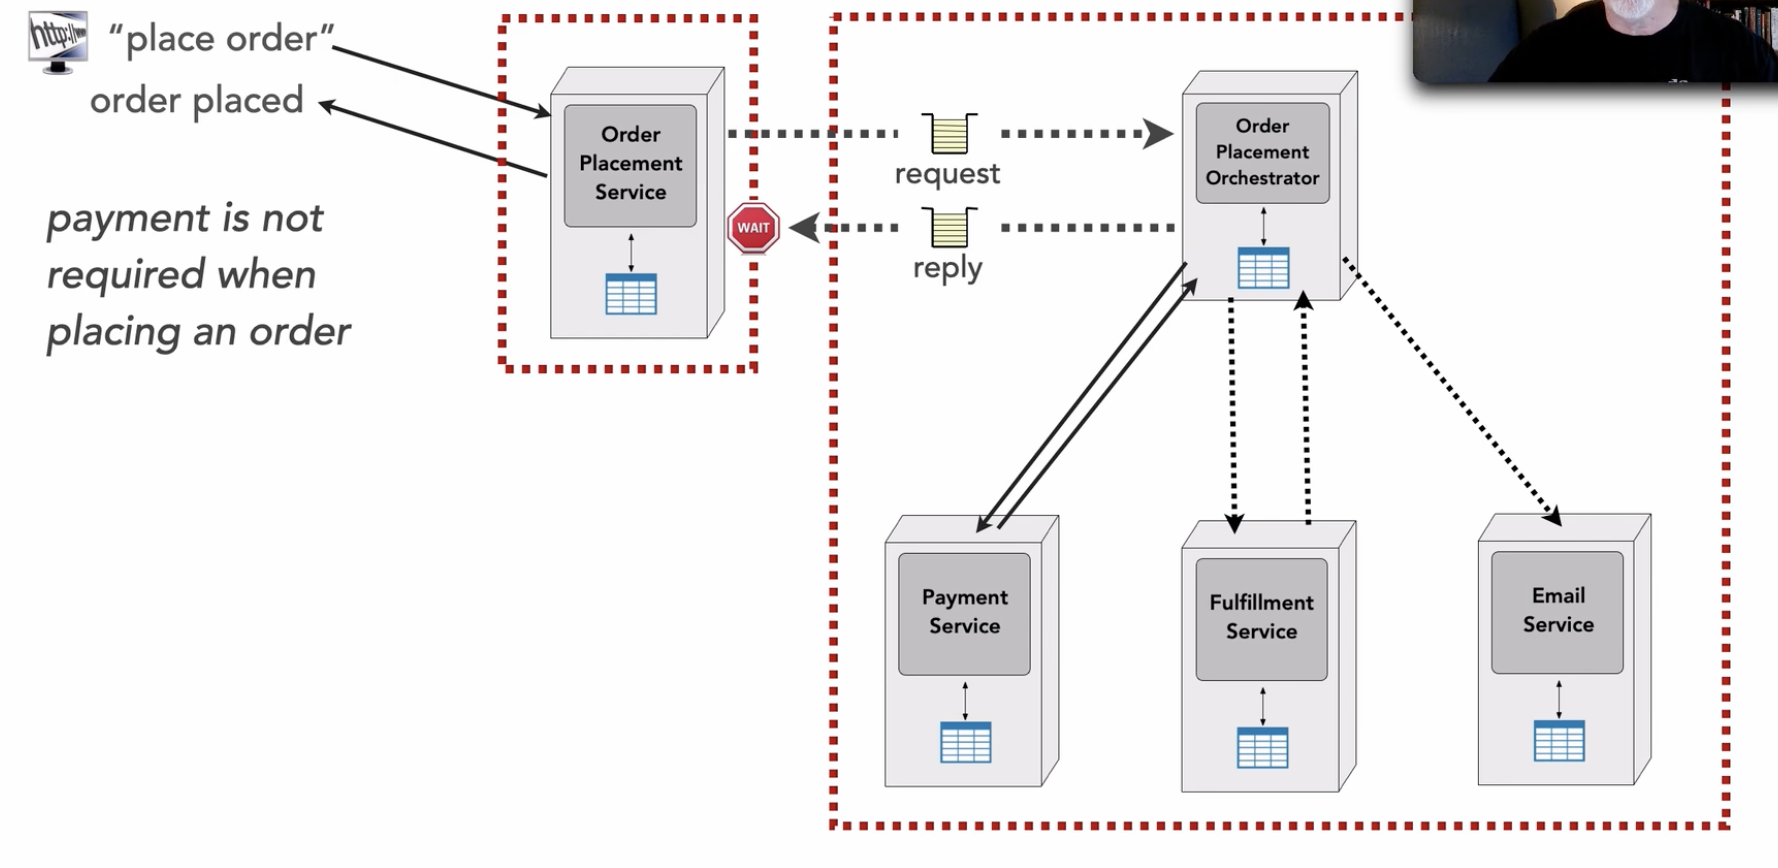 http://www
“place order”
order placed
payment is not
required when
placing an order
Order
Placement
Service
WAIT
request
reply
Order
Placement
Orchestrator
Payment
Service
Fulfillment
Service
Email
Service